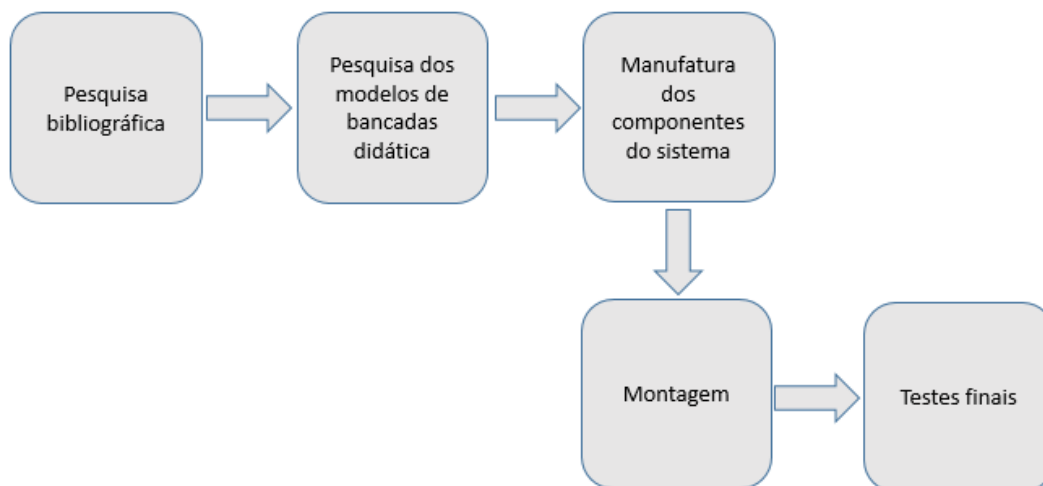 Pesquisa
bibliográfica
Pesquisa dos
modelos de
bancadas
didática
Manufatura
dos
componentes
do sistema
Montagem
Testes finais